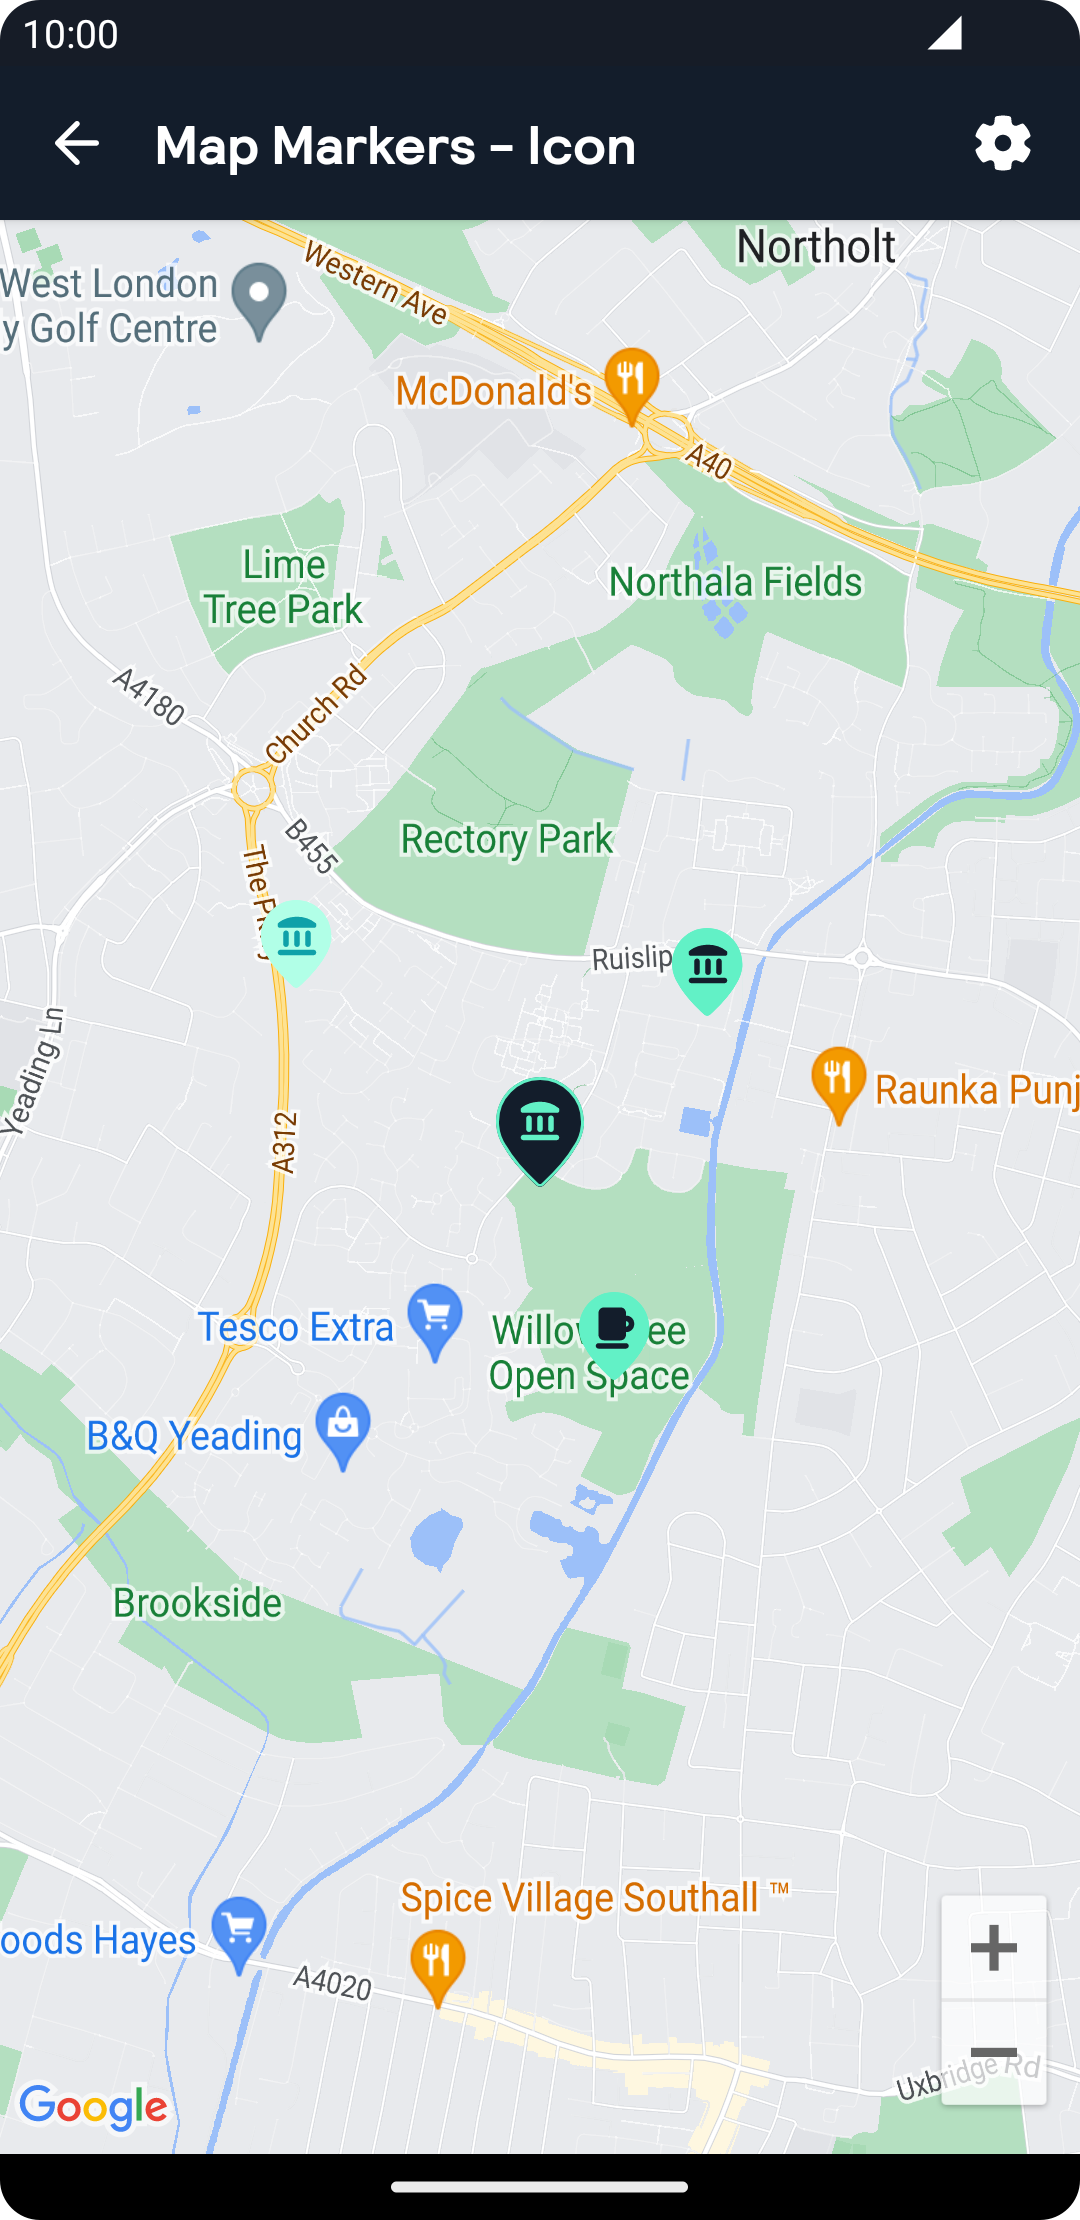 10:00
Map Markers – Icon
Northolt
West London
y Golf Centre
Western Ave
McDonald's
A40
Lime
Tree Park
Northala Fields
A4180
Church Rd
Rectory Park
B455
The
Ruislip
Yeading Ln
Raunka Punj
A312
Tesco Extra
Open Space
B&Q Yeading
Brookside
Spice Village Southall ™
oods Hayes
A4020
Uxbridge Rd
Google